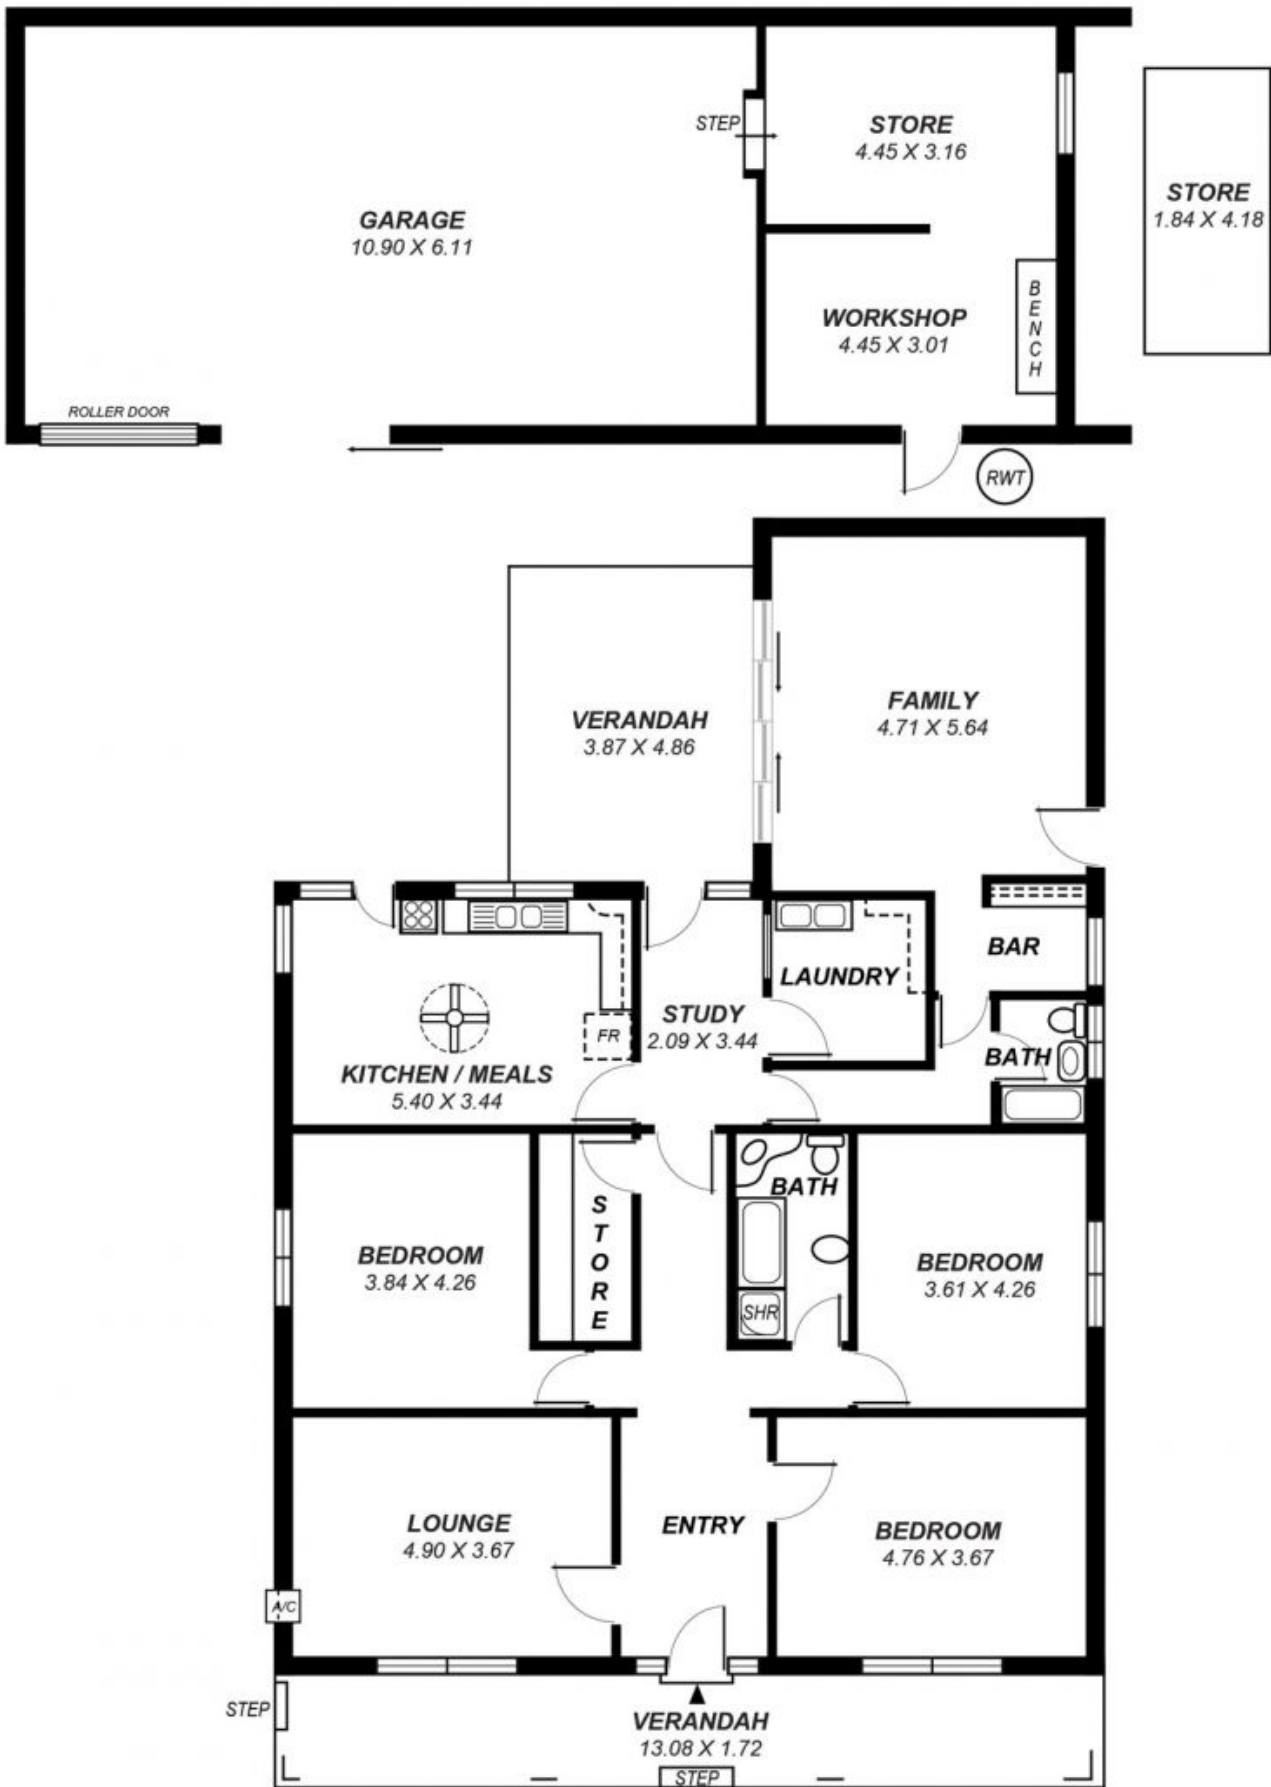 STEP
STORE
4.45 X 3.16
STORE
1.84 X 4.18
GARAGE
10.90 X 6.11
WORKSHOP
4.45 X 3.01
BENCH
ROLLER DOOR
RWT
FAMILY
4.71 X 5.64
VERANDAH
3.87 X 4.86
BAR
LAUNDRY
STUDY
2.09 X 3.44
FR
BATH
KITCHEN / MEALS
5.40 X 3.44
BATH
STORE
BEDROOM
3.84 X 4.26
BEDROOM
3.61 X 4.26
SHR
LOUNGE
4.90 X 3.67
ENTRY
BEDROOM
4.76 X 3.67
A/C
STEP
VERANDAH
13.08 X 1.72
STEP